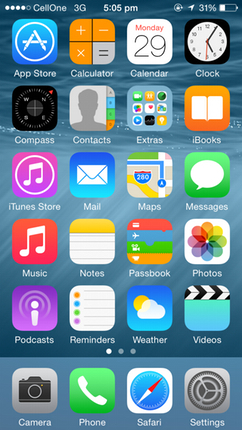 CellOne 3G 5:05 pm 31%
App Store Calculator Monday 29 Calendar Clock
Compass Contacts Extras iBooks
iTunes Store Mail 280 Maps Messages
Music Notes Passbook Photos
Podcasts Reminders Weather Videos
Camera Phone Safari Settings